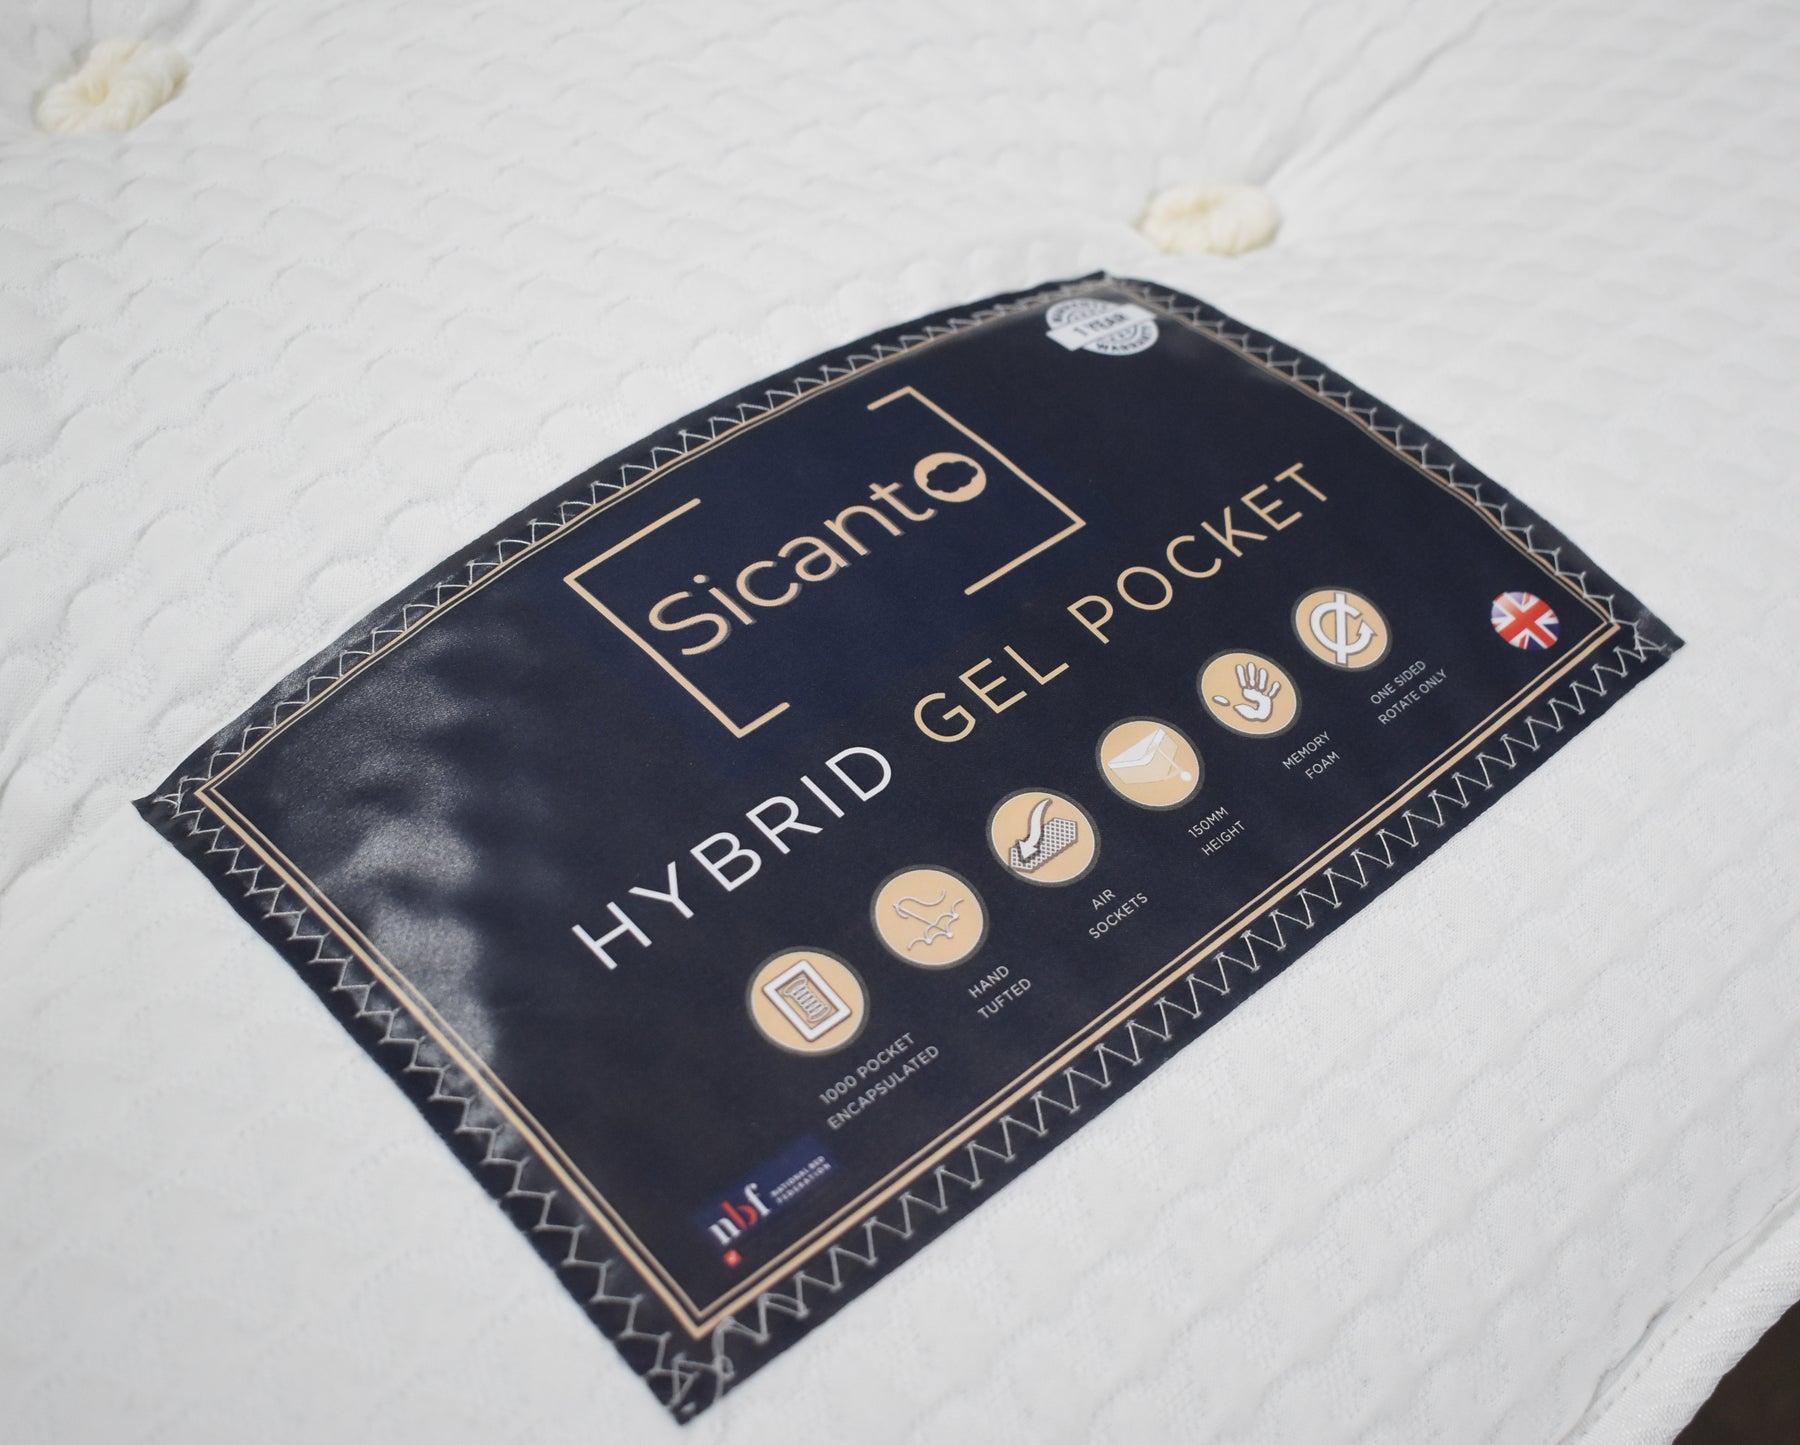 1 YEAR
WARRANTY
Sicanto
HYBRID GEL POCKET
1000 POCKET
ENCAPSULATED
HAND
TUFTED
AIR
SOCKETS
150MM
HEIGHT
MEMORY
FOAM
ONE SIDED
ROTATE ONLY
nbf
NATIONAL BED
FEDERATION